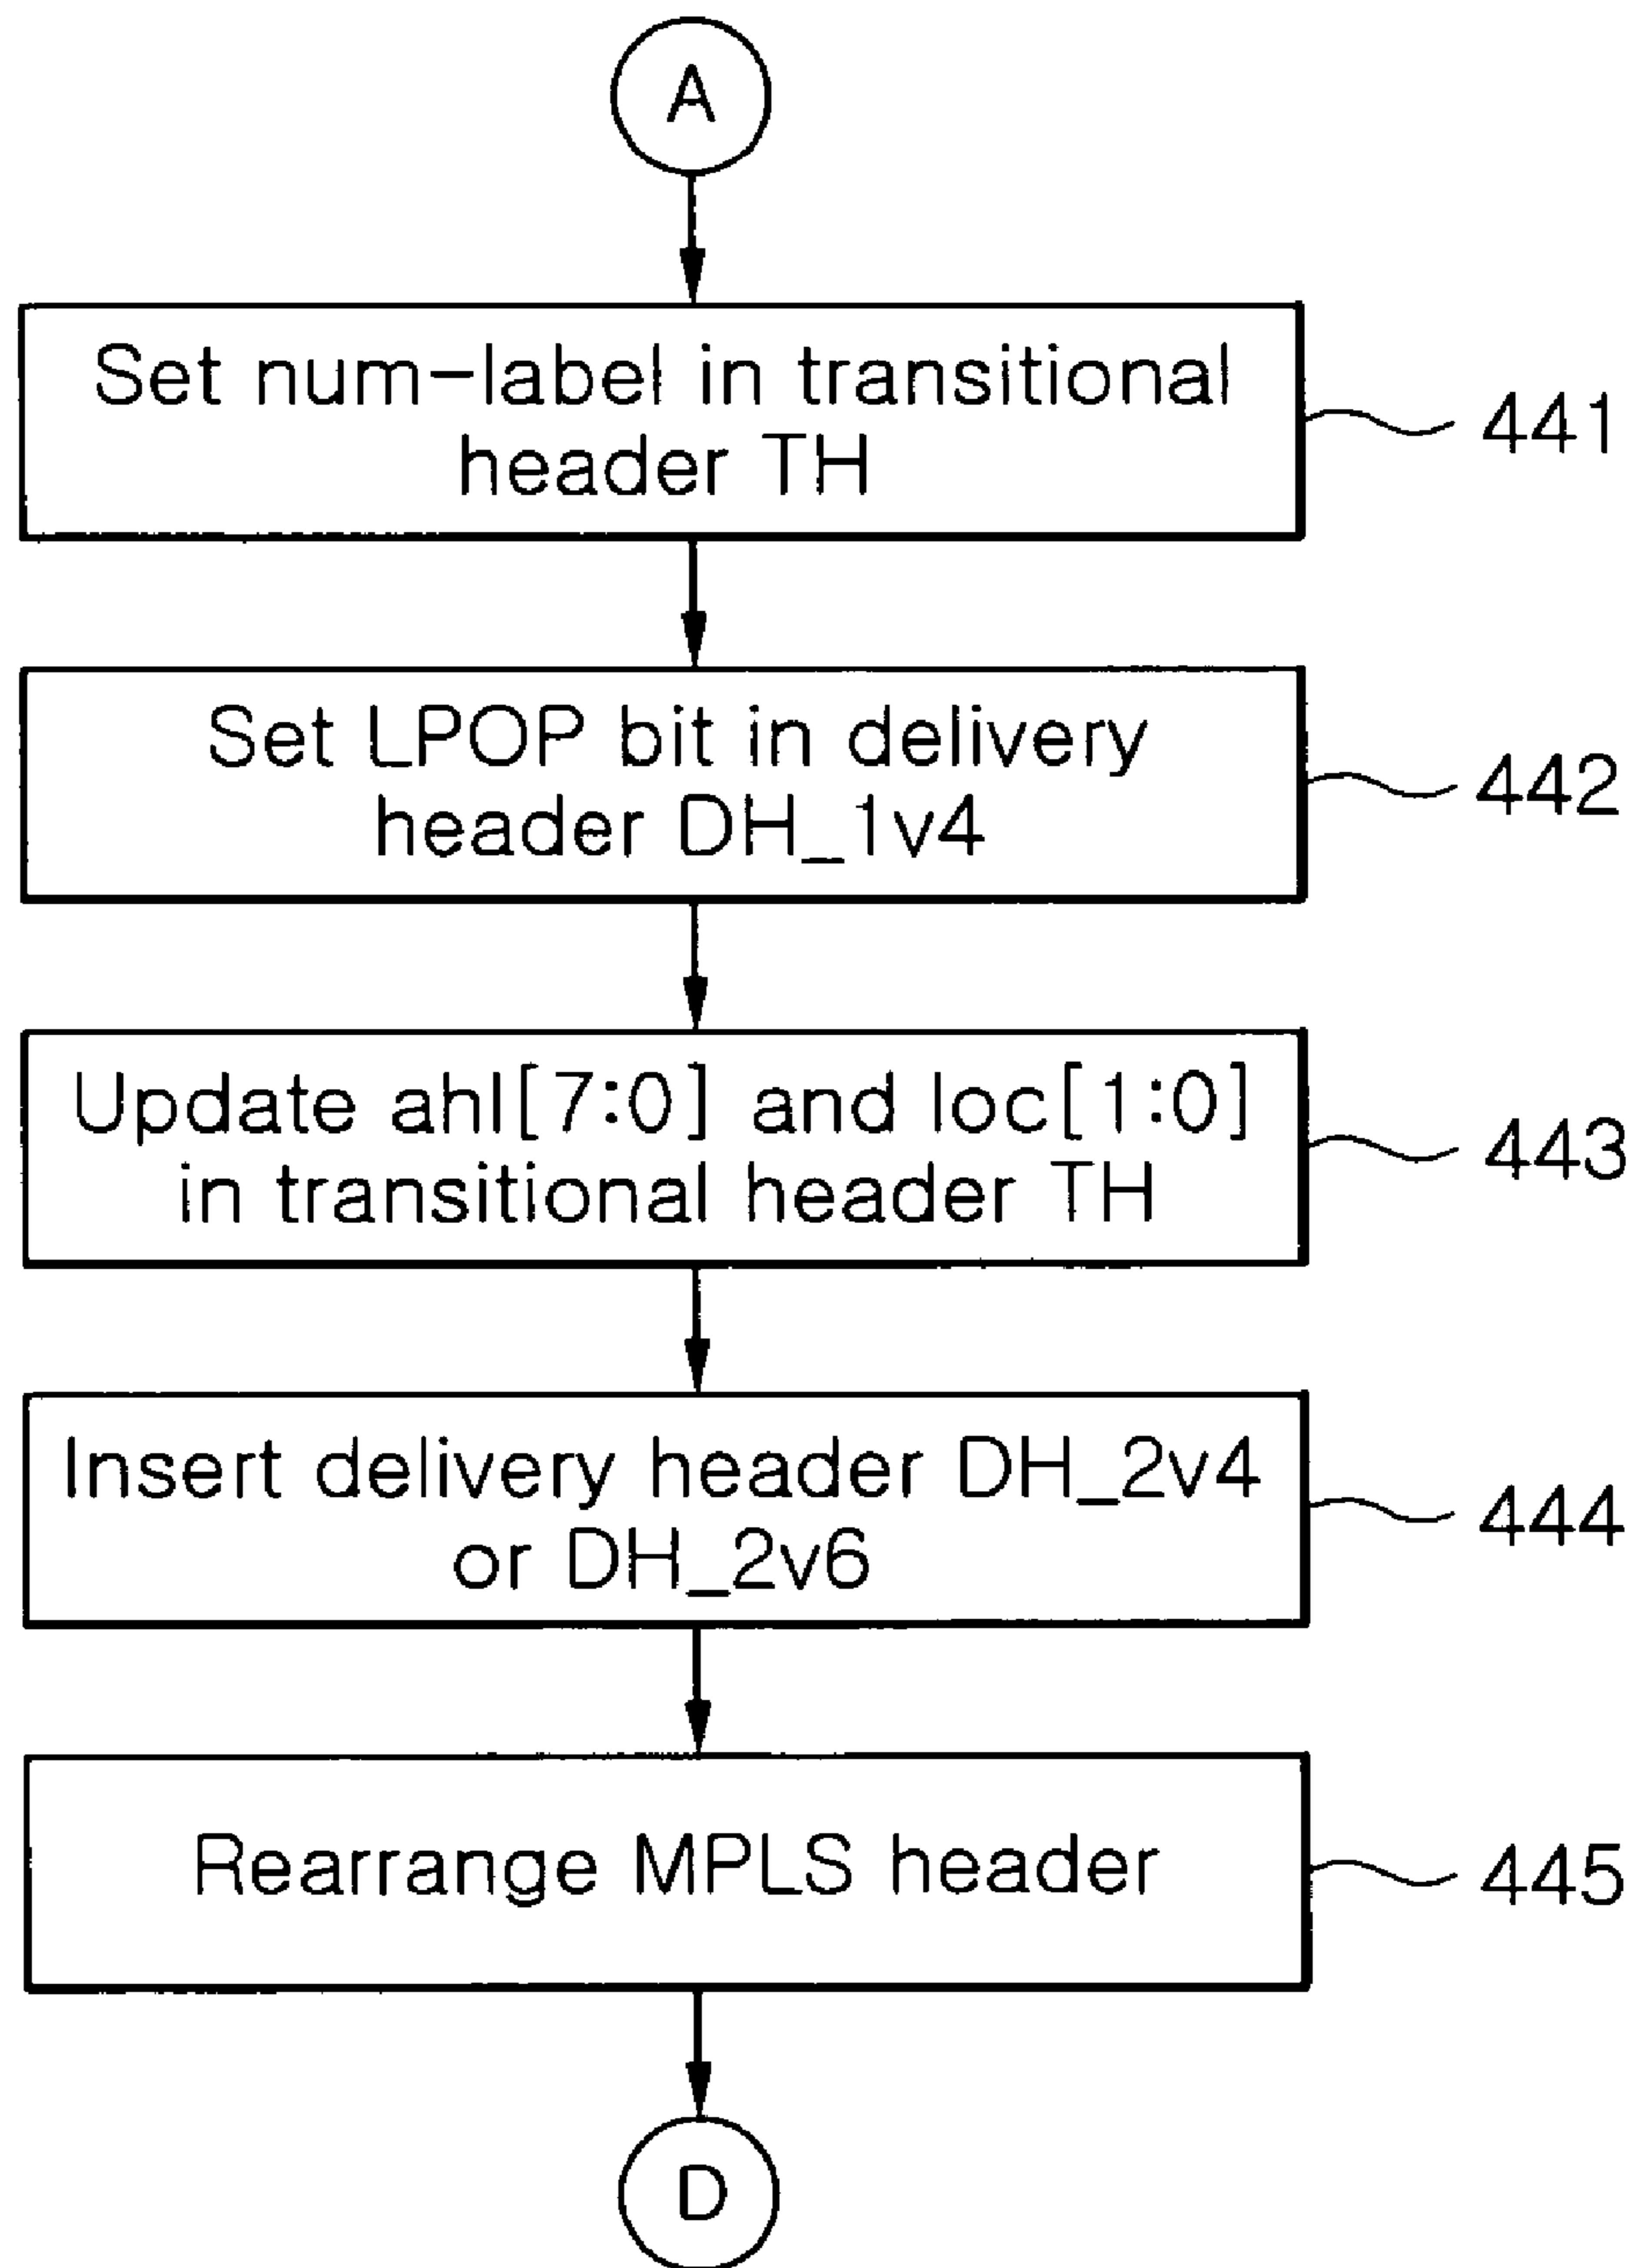 A
Set num-label in transitional
header TH
441
Set LPOP bit in delivery
header DH_1v4
442
Update ahl[7:0] and loc[1:0]
in transitional header TH
443
Insert delivery header DH_2v4
or DH_2v6
444
Rearrange MPLS header
445
D